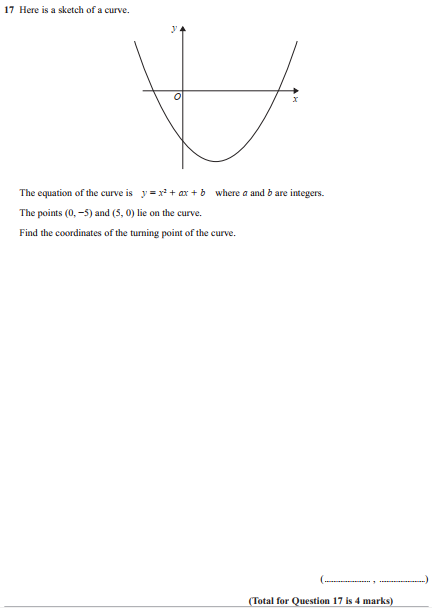 17 Here is a sketch of a curve.
y
O
x
The equation of the curve is y = x² + ax + b where a and b are integers.
The points (0, −5) and (5, 0) lie on the curve.
Find the coordinates of the turning point of the curve.
(.............................. , ..............................)
(Total for Question 17 is 4 marks)